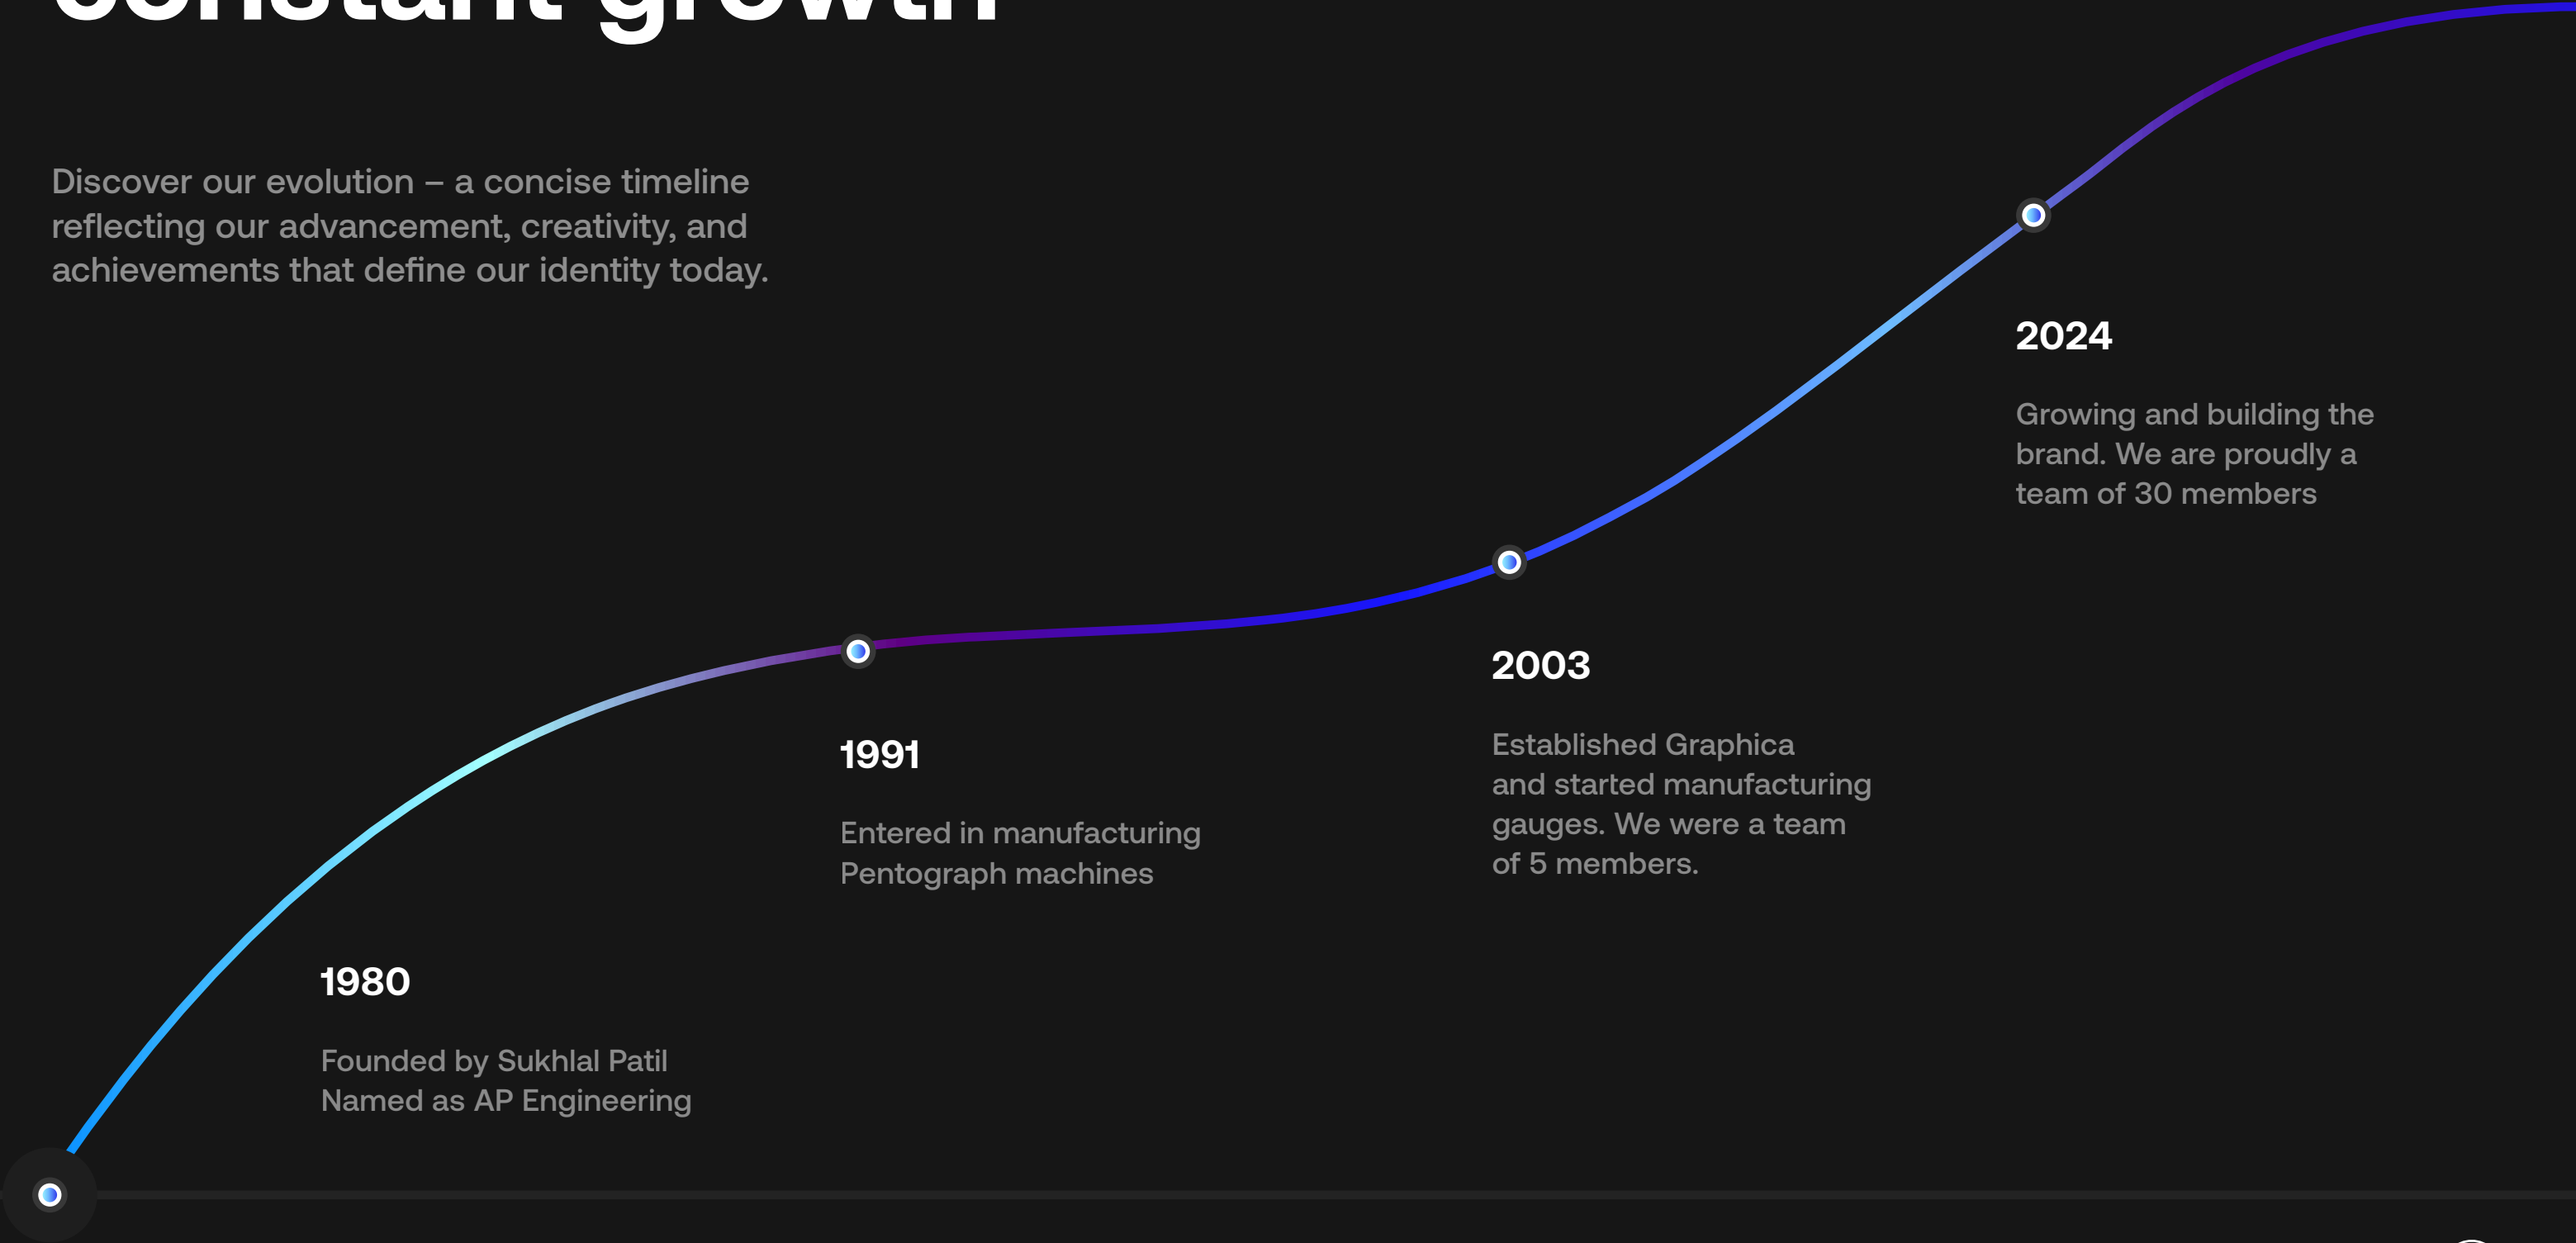 constant growth
Discover our evolution – a concise timeline
reflecting our advancement, creativity, and
achievements that define our identity today.
2024
Growing and building the
brand. We are proudly a
team of 30 members
2003
Established Graphica
and started manufacturing
gauges. We were a team
of 5 members.
1991
Entered in manufacturing
Pentograph machines
1980
Founded by Sukhlal Patil
Named as AP Engineering